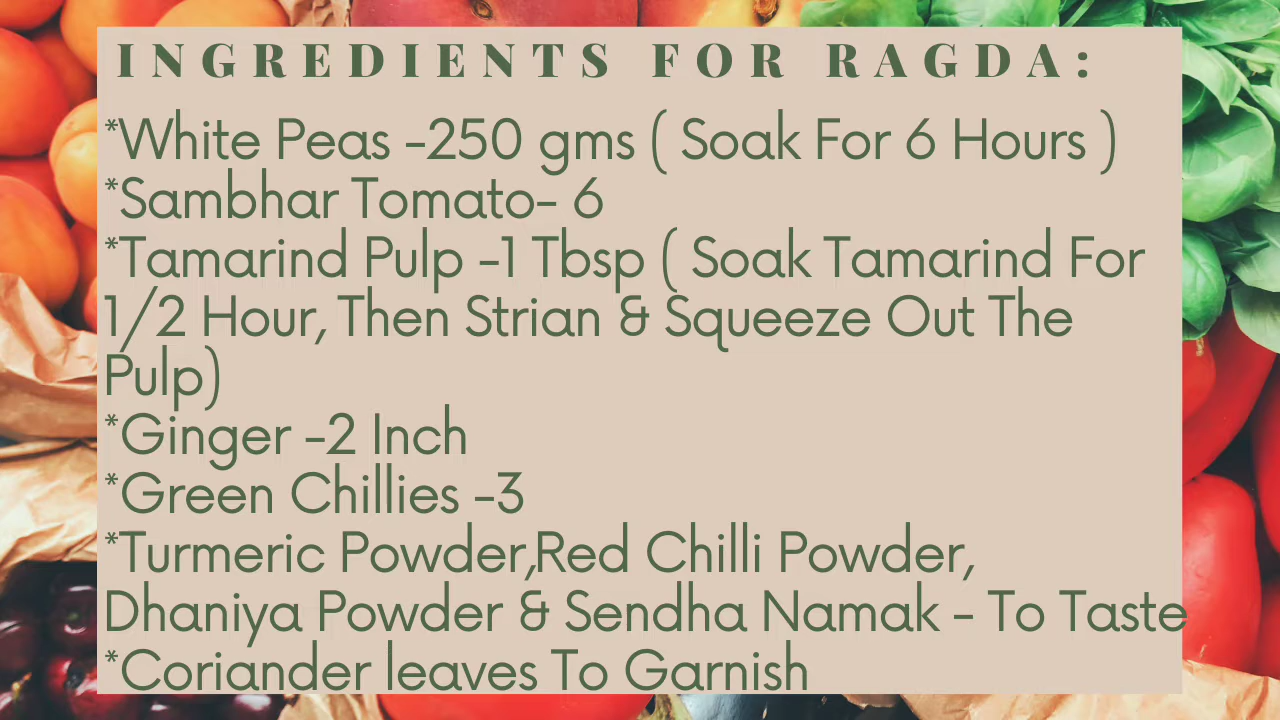 INGREDIENTS FOR RAGDA:
*White Peas -250 gms ( Soak For 6 Hours )
*Sambhar Tomato- 6
*Tamarind Pulp -1 Tbsp ( Soak Tamarind For
1/2 Hour, Then Strian & Squeeze Out The
Pulp)
*Ginger -2 Inch
*Green Chillies -3
*Turmeric Powder,Red Chilli Powder,
Dhaniya Powder & Sendha Namak - To Taste
*Coriander leaves To Garnish